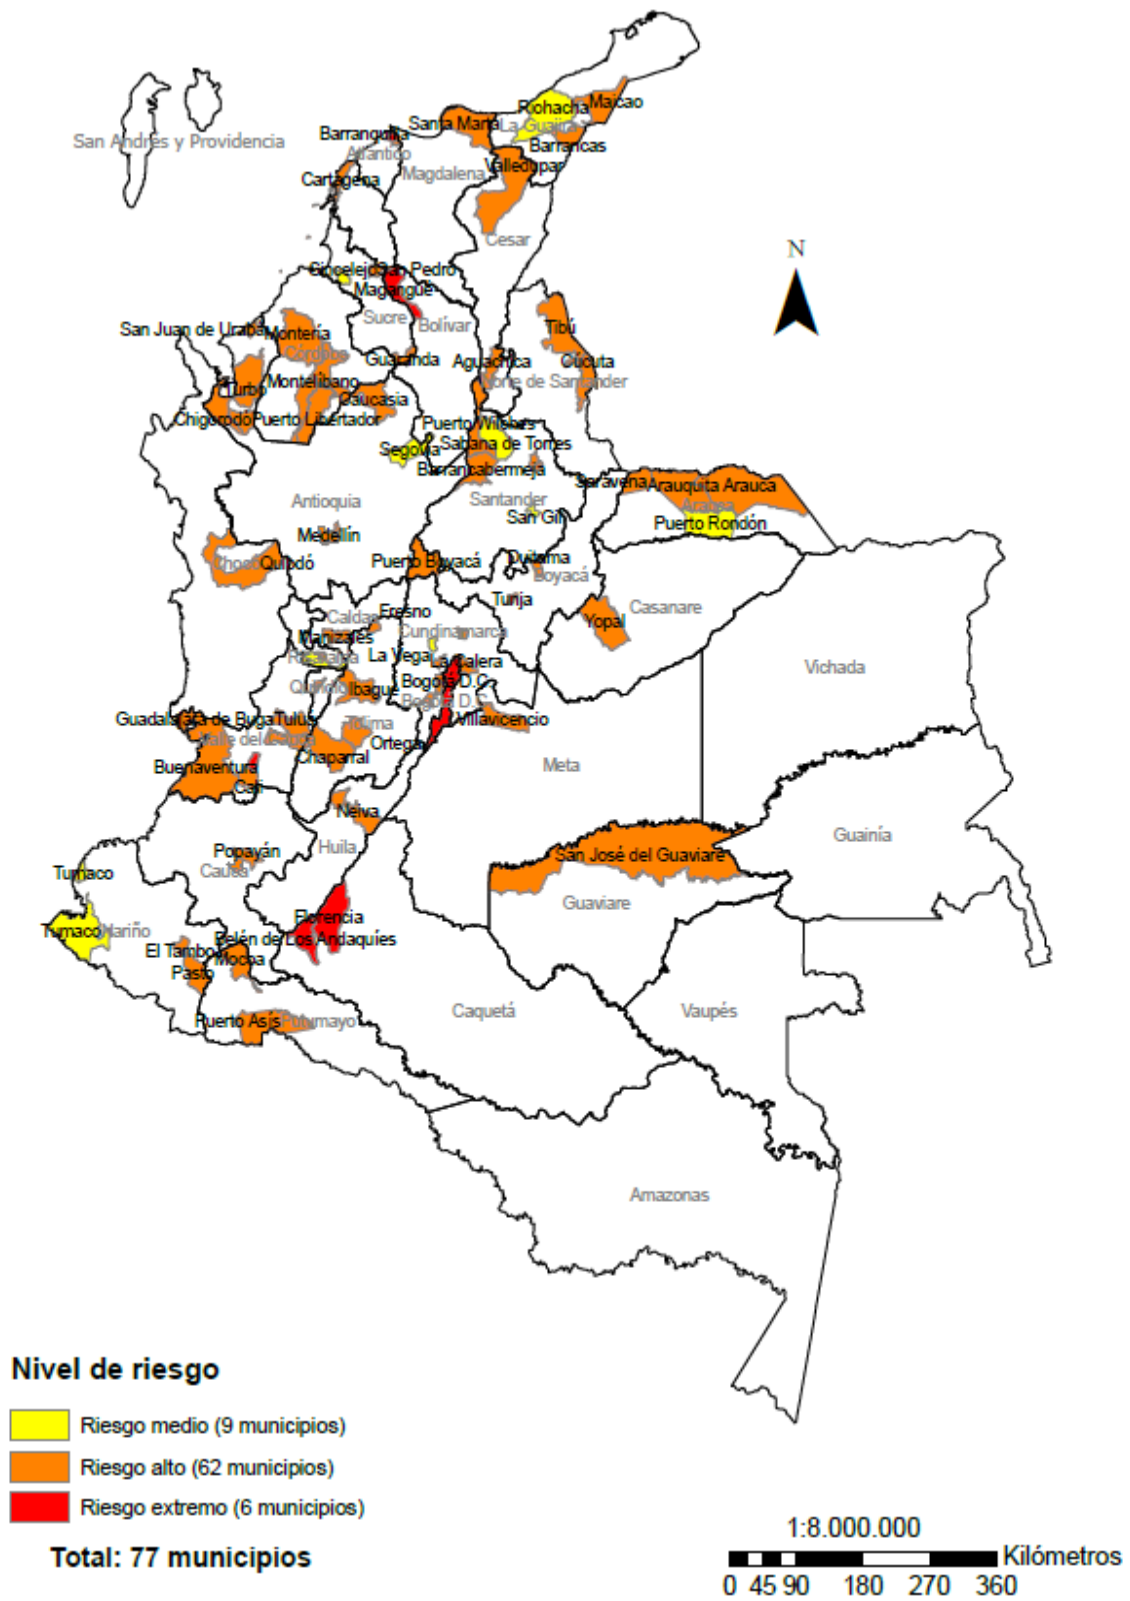 Riohacha
Maicao
Santa Marta
La Guajira
Barranquilla
San Andrés y Providencia
Barrancas
Atlántico
Valledupar
Magdalena
Cartagena
Cesar
N
Cincelejo
San Pedro
Magangué
Sucre
Bolívar
San Juan de Urabá
Montería
Tibú
Córdoba
Guaranda
Aguachica
Cúcuta
Norte de Santander
Montelíbano
Turbo
Caucasia
Chigorodó
Puerto Libertador
Puerto Wilches
Sabana de Torres
Segovia
Barrancabermeja
Saravena
Arauquita
Arauca
Santander
Antioquia
Arauca
San Gil
Puerto Rondón
Medellín
Chocó
Quibdó
Puerto Boyacá
Duitama
Boyacá
Tunja
Casanare
Fresno
Caldas
Yopal
Cundinamarca
Manizales
La Vega
Risaralda
La Calera
Vichada
Bogotá D.C.
Quindío
Ibague
Bogotá D.C.
Guadalajara de Buga
Tuluá
Villavicencio
Tolima
Valle del Cauca
Ortega
Chaparral
Buenaventura
Meta
Cali
Neiva
Guainía
Huila
Popayán
San José del Guaviare
Cauca
Tumaco
Guaviare
Florencia
Tumaco
Nariño
Belén de Los Andaquíes
El Tambo
Mocoa
Pasto
Caquetá
Vaupés
Puerto Asís
Putumayo
Amazonas
Nivel de riesgo
Riesgo medio (9 municipios)
Riesgo alto (62 municipios)
Riesgo extremo (6 municipios)
Total: 77 municipios
1:8.000.000
Kilómetros
0 45 90 180 270 360